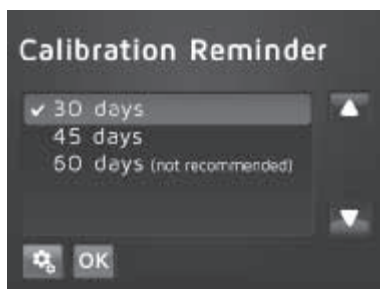 Calibration Reminder
30 days
45 days
60 days (not recommended)
OK